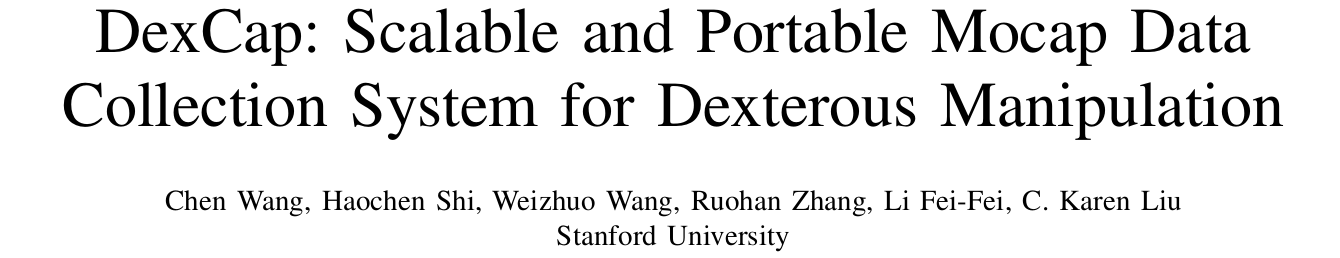 DexCap: Scalable and Portable Mocap Data
Collection System for Dexterous Manipulation
Chen Wang, Haochen Shi, Weizhuo Wang, Ruohan Zhang, Li Fei-Fei, C. Karen Liu
Stanford University